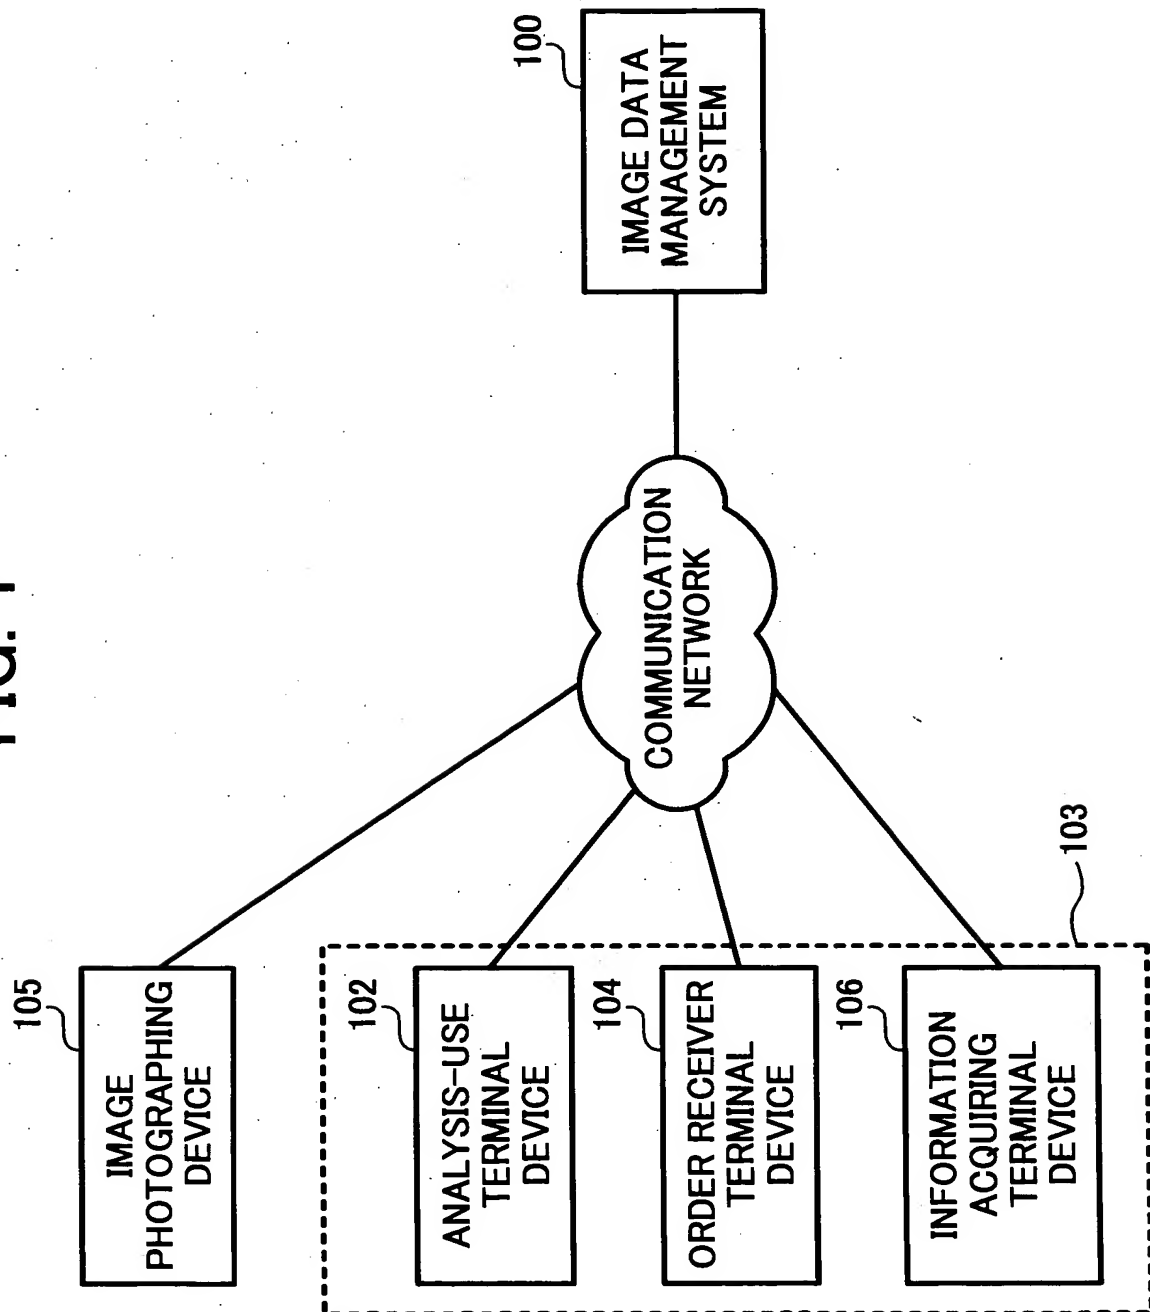 FIG. 1
105
IMAGE
PHOTOGRAPHING
DEVICE
102
ANALYSIS-USE
TERMINAL
DEVICE
104
ORDER RECEIVER
TERMINAL
DEVICE
106
INFORMATION
ACQUIRING
TERMINAL
DEVICE
103
COMMUNICATION
NETWORK
100
IMAGE DATA
MANAGEMENT
SYSTEM